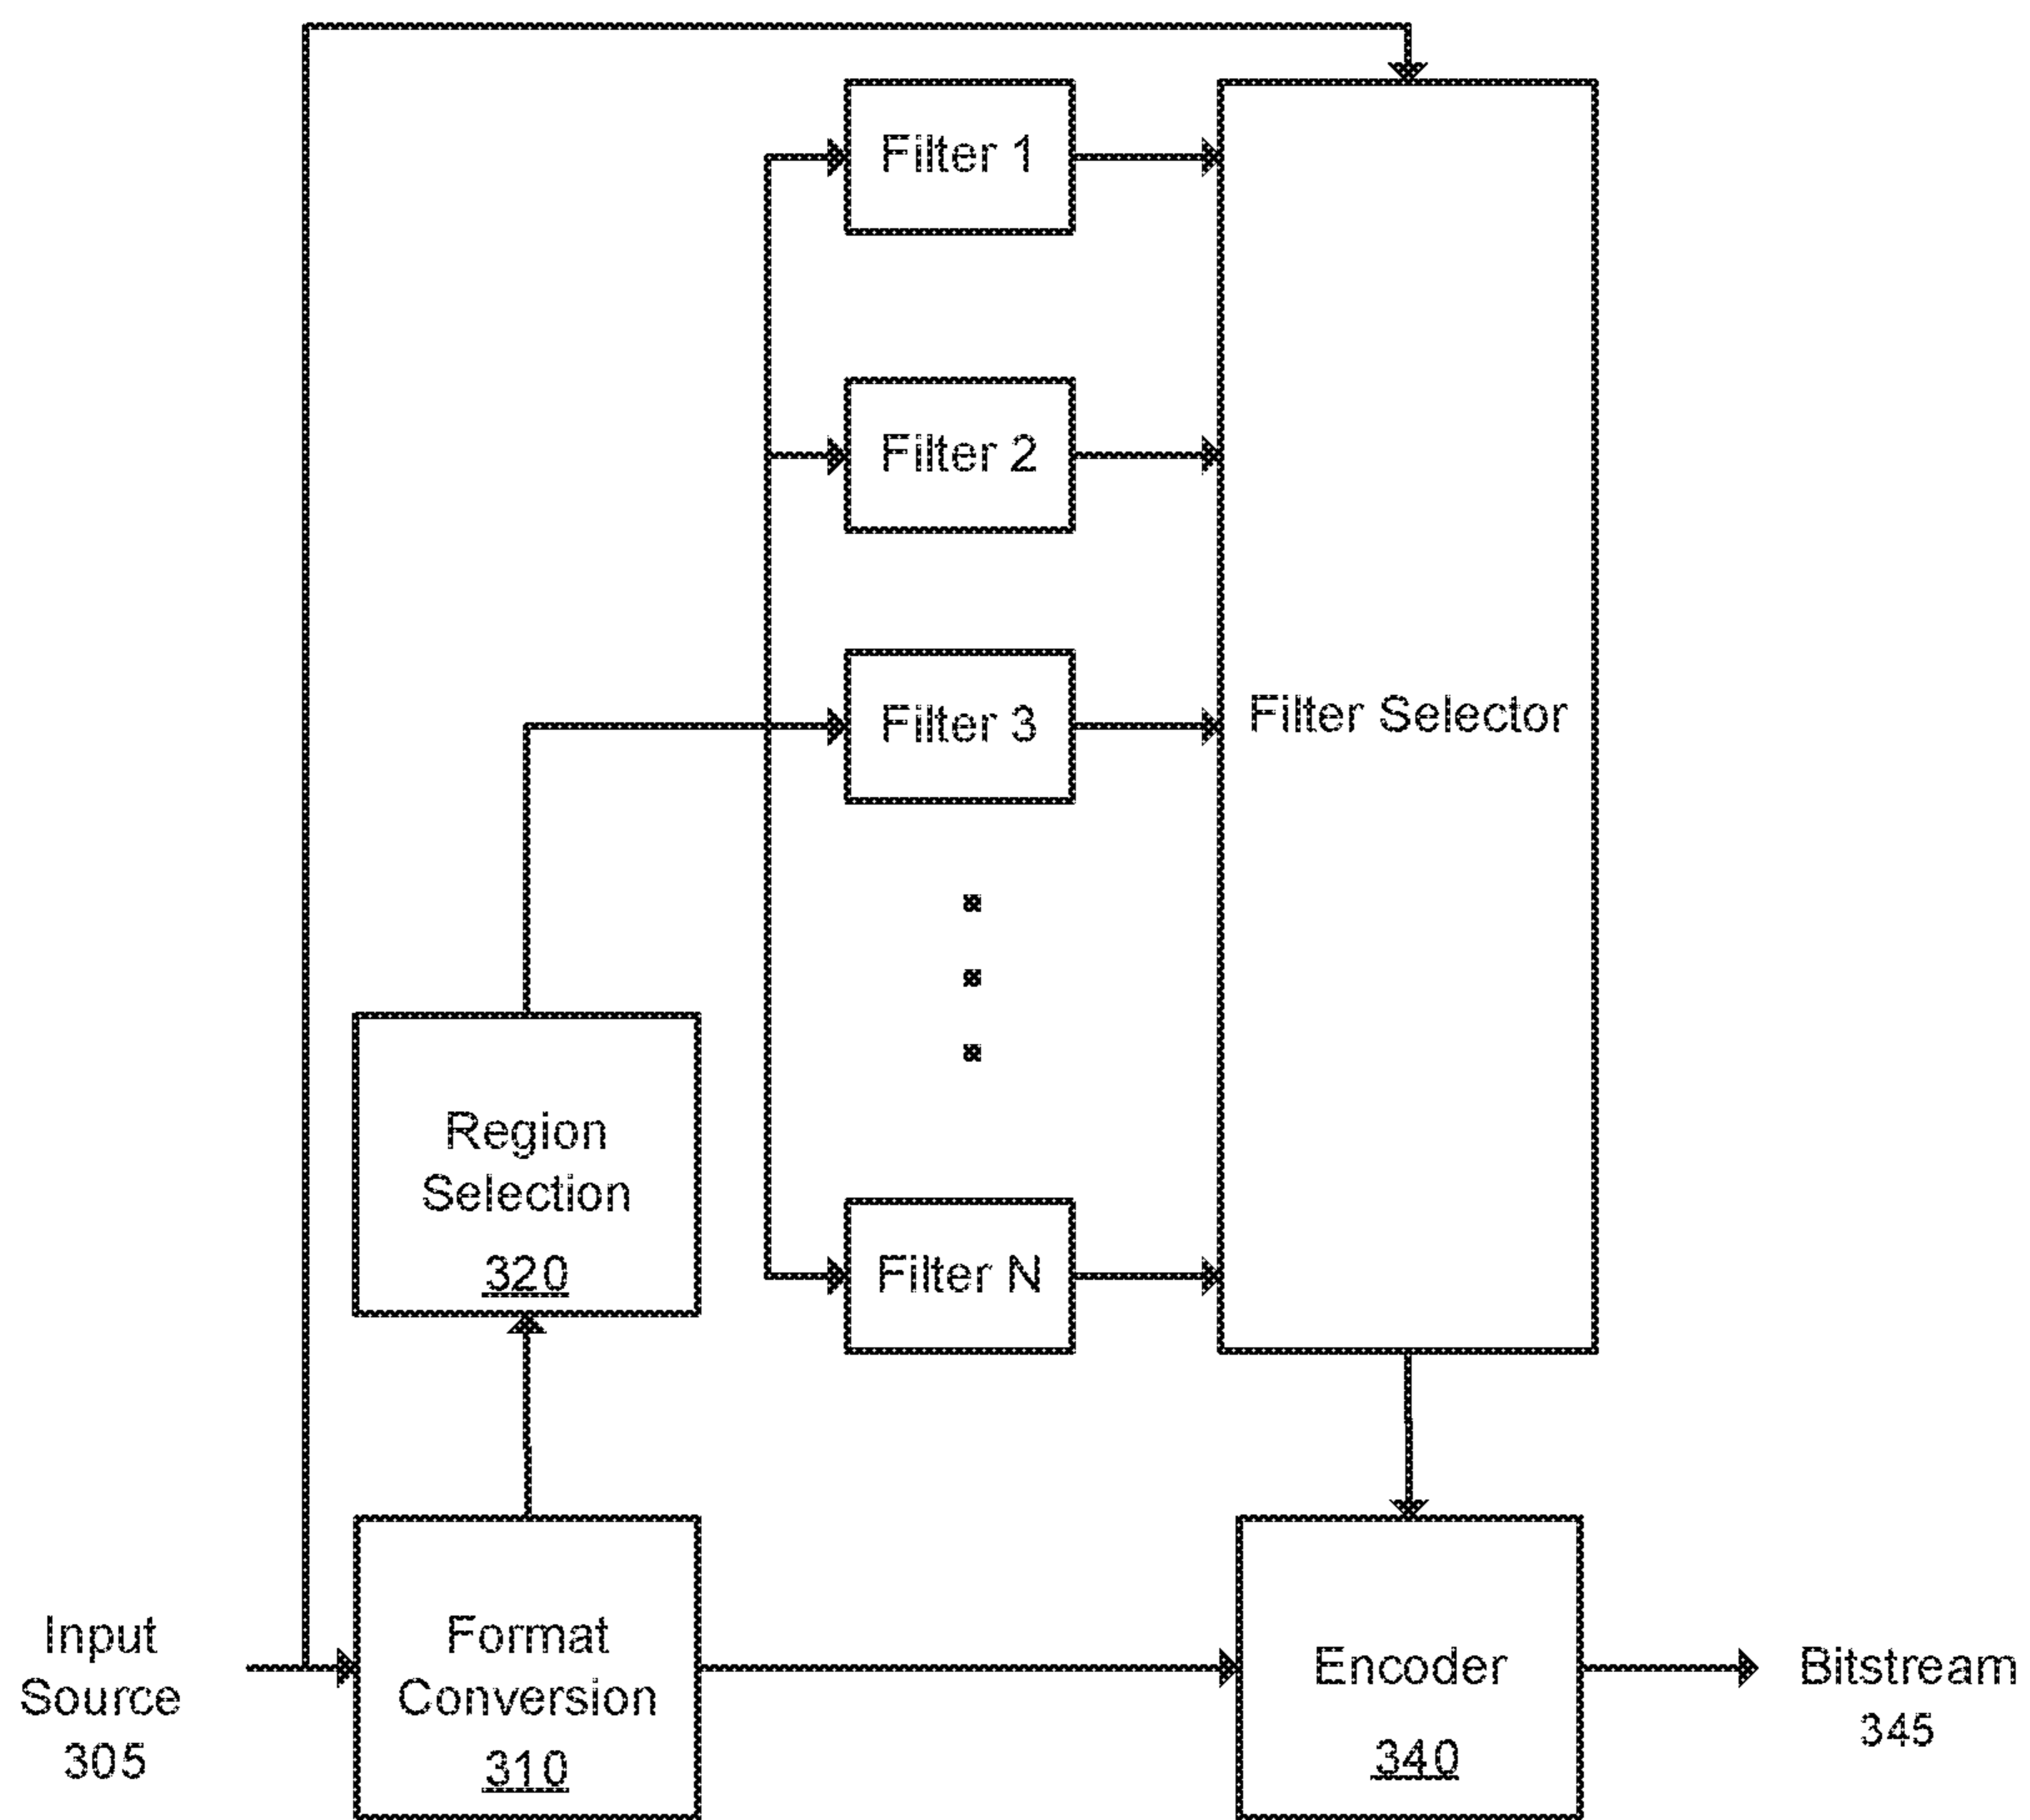 Filter 1
Filter 2
Filter 3
Filter Selector
Region
Selection
320
Filter N
Input
Source
305
Format
Conversion
310
Encoder
340
Bitstream
345